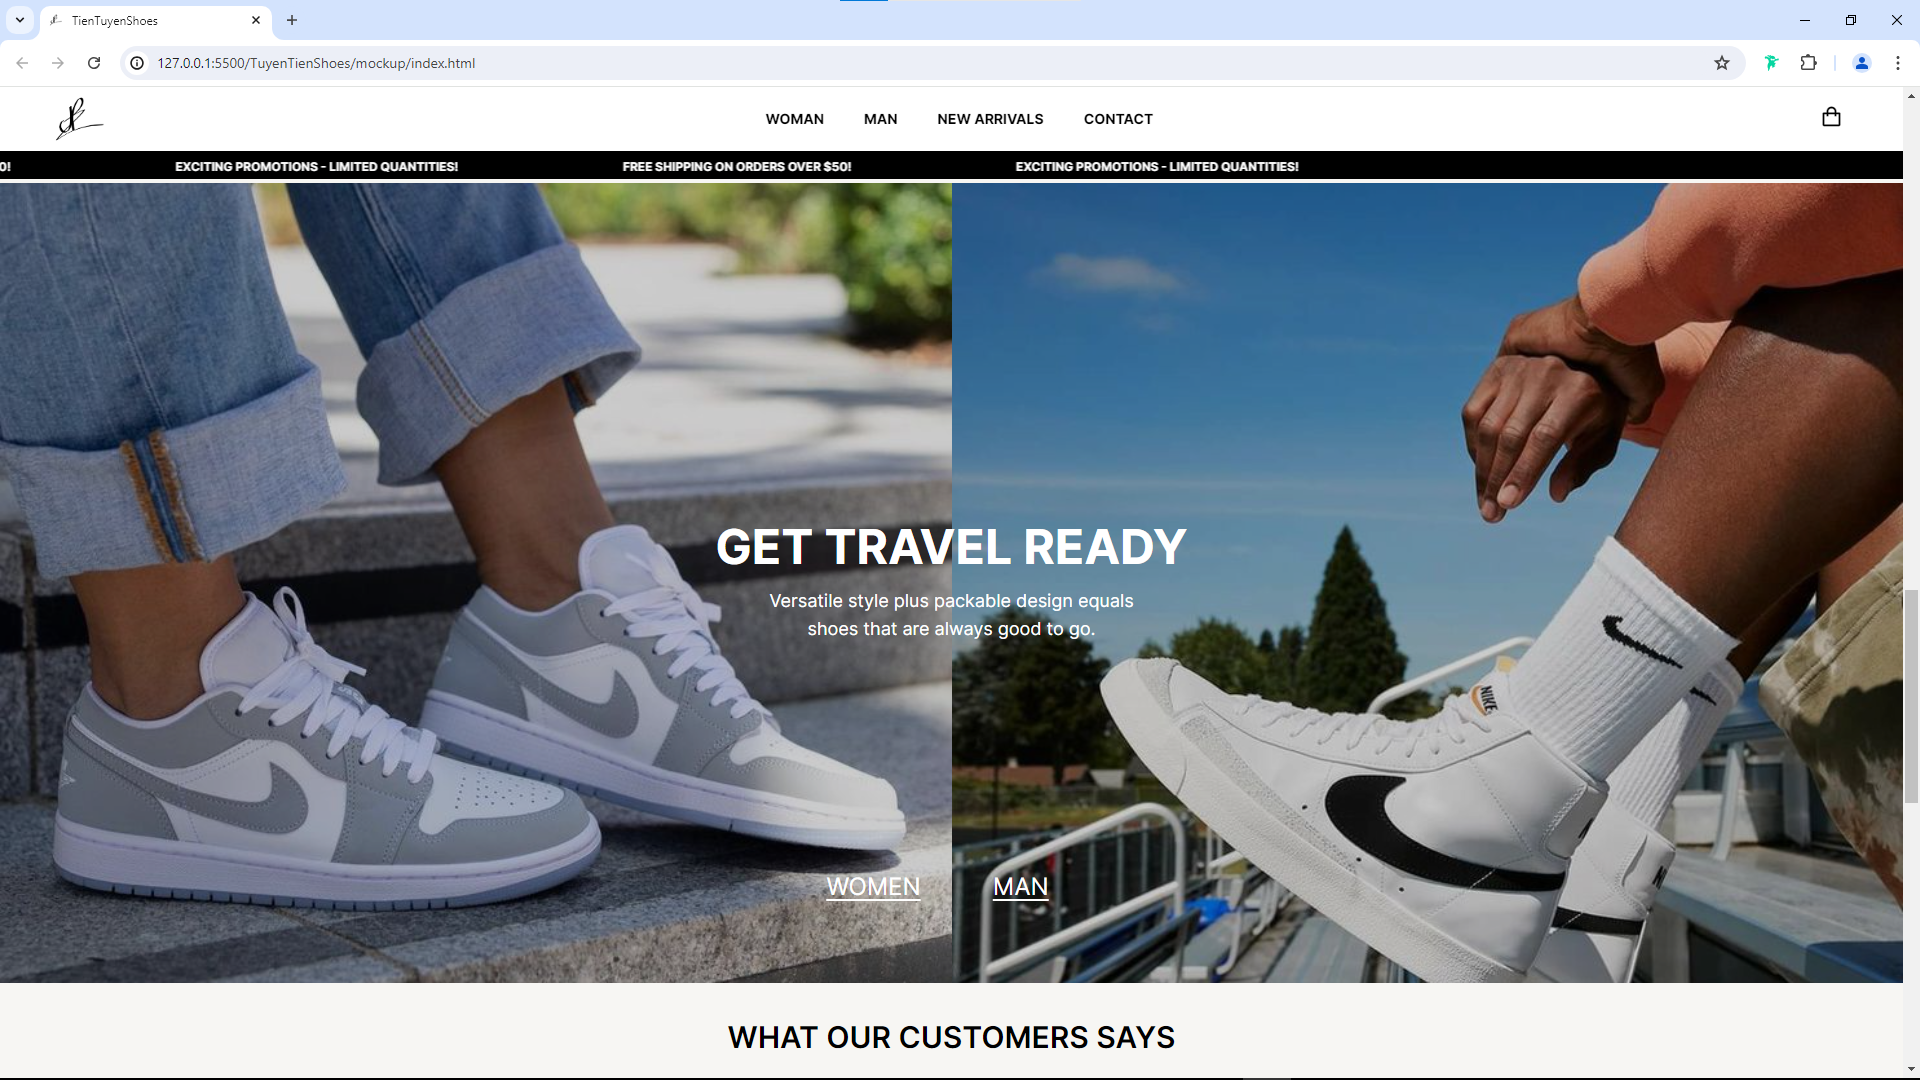 TienTuyenShoes
127.0.0.1:5500/TuyenTienShoes/mockup/index.html
WOMAN MAN NEW ARRIVALS CONTACT
0! EXCITING PROMOTIONS - LIMITED QUANTITIES! FREE SHIPPING ON ORDERS OVER $50! EXCITING PROMOTIONS - LIMITED QUANTITIES!
GET TRAVEL READY
Versatile style plus packable design equals
shoes that are always good to go.
NIKE
WOMEN MAN
WHAT OUR CUSTOMERS SAYS